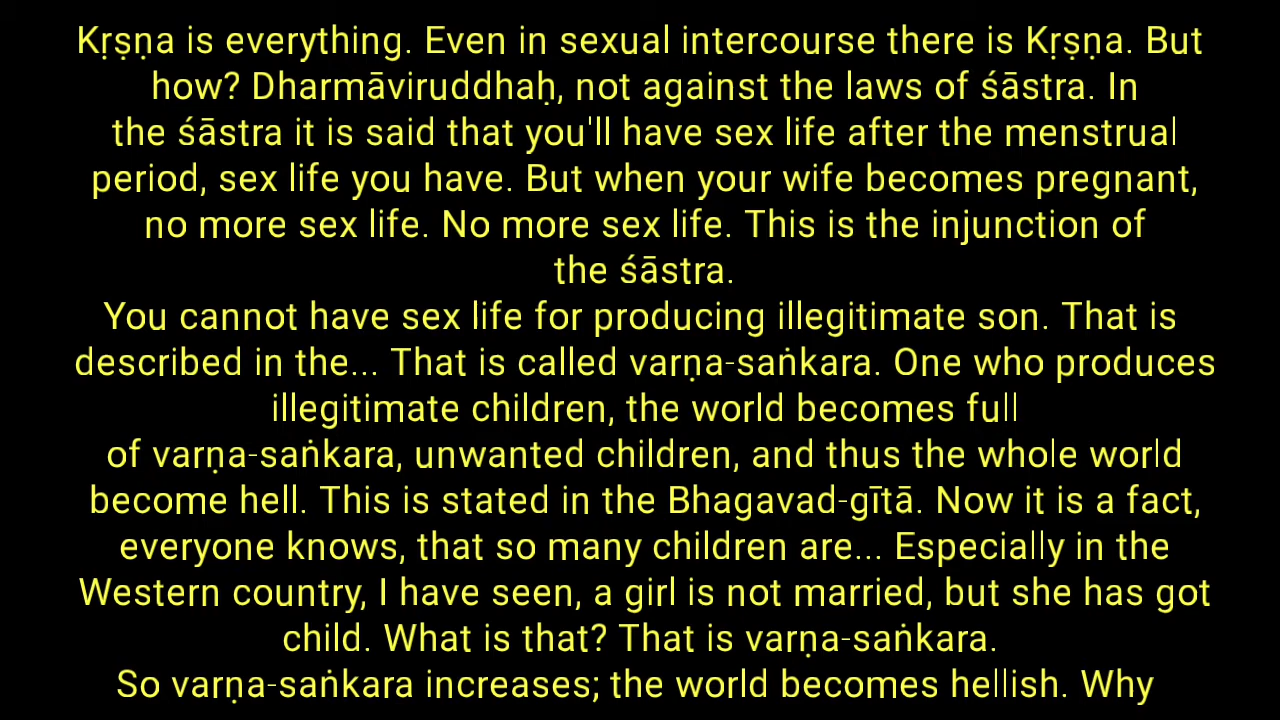 Kṛṣṇa is everything. Even in sexual intercourse there is Kṛṣṇa. But
how? Dharmāviruddhaḥ, not against the laws of śāstra. In
the śāstra it is said that you'll have sex life after the menstrual
period, sex life you have. But when your wife becomes pregnant,
no more sex life. No more sex life. This is the injunction of
the śāstra.
You cannot have sex life for producing illegitimate son. That is
described in the... That is called varṇa-saṅkara. One who produces
illegitimate children, the world becomes full
of varṇa-saṅkara, unwanted children, and thus the whole world
become hell. This is stated in the Bhagavad-gītā. Now it is a fact,
everyone knows, that so many children are... Especially in the
Western country, I have seen, a girl is not married, but she has got
child. What is that? That is varṇa-saṅkara.
So varṇa-saṅkara increases; the world becomes hellish. Why